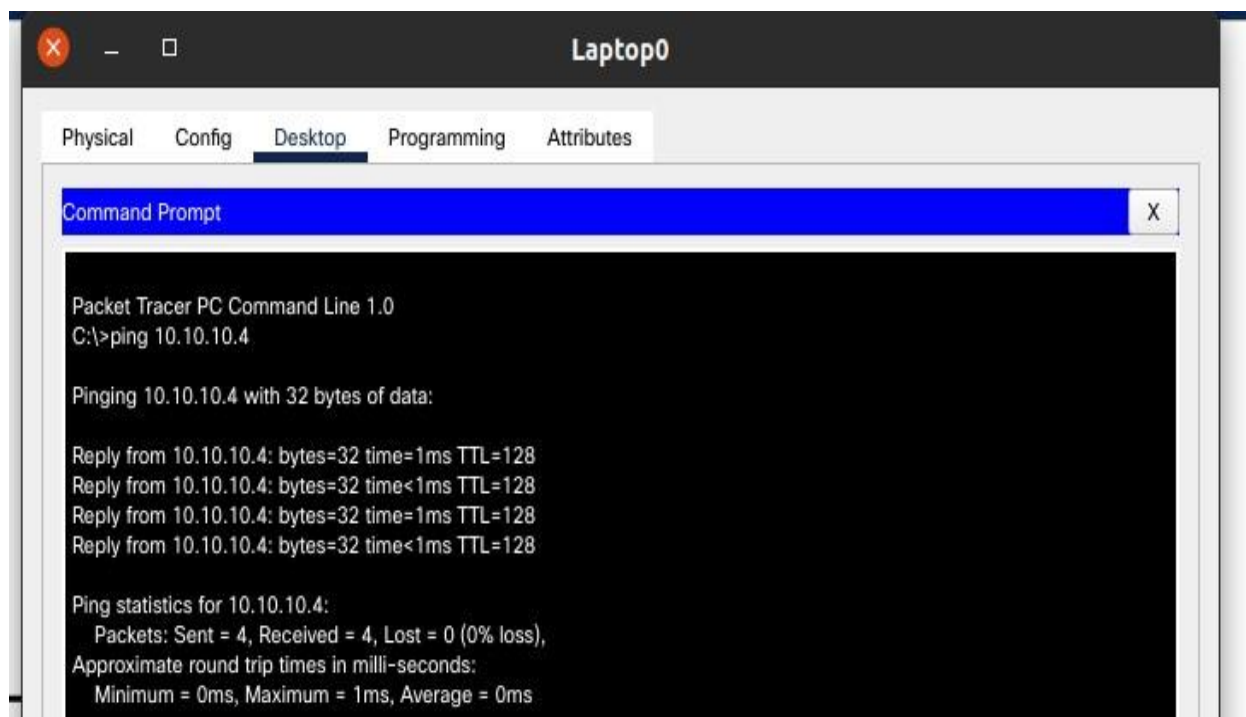 Laptop0
Physical Config Desktop Programming Attributes
Command Prompt X
Packet Tracer PC Command Line 1.0
C:\>ping 10.10.10.4
Pinging 10.10.10.4 with 32 bytes of data:
Reply from 10.10.10.4: bytes=32 time=1ms TTL=128
Reply from 10.10.10.4: bytes=32 time<1ms TTL=128
Reply from 10.10.10.4: bytes=32 time=1ms TTL=128
Reply from 10.10.10.4: bytes=32 time<1ms TTL=128
Ping statistics for 10.10.10.4:
Packets: Sent = 4, Received = 4, Lost = 0 (0% loss),
Approximate round trip times in milli-seconds:
Minimum = 0ms, Maximum = 1ms, Average = 0ms